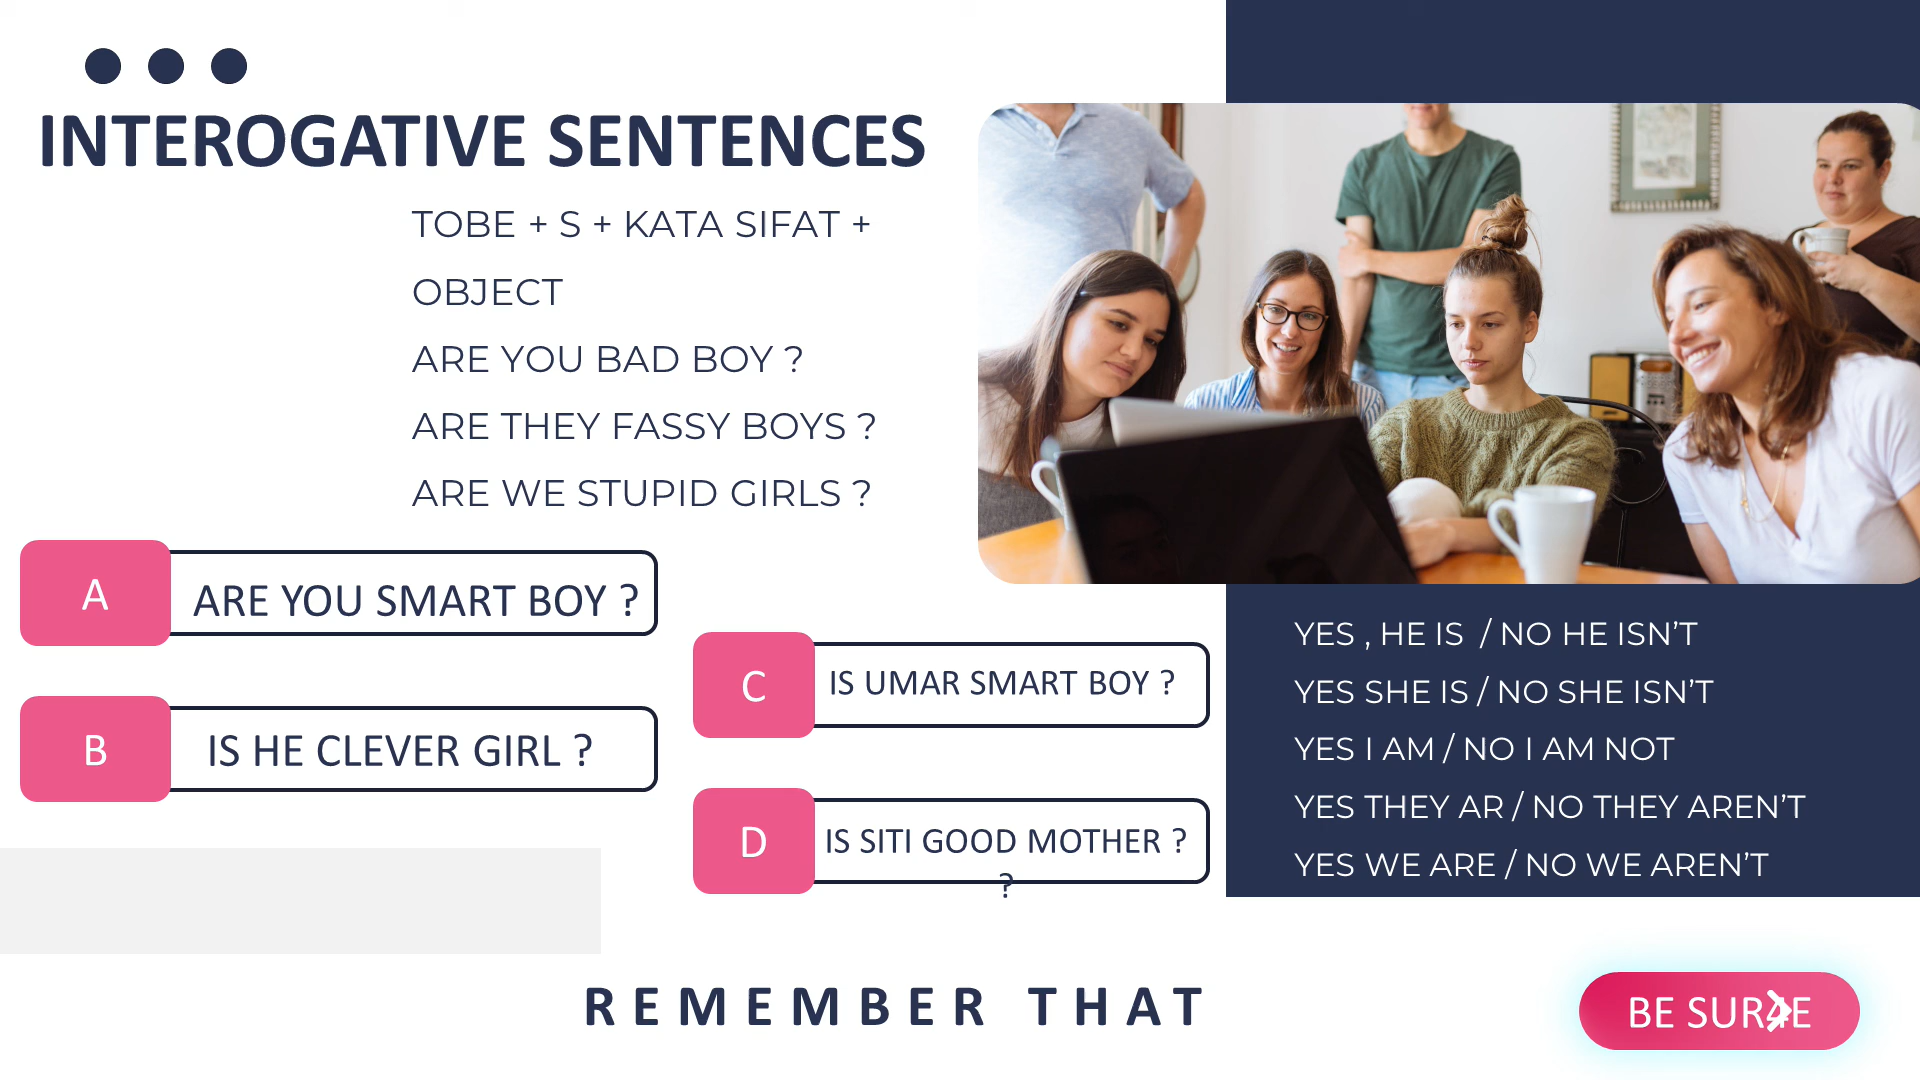 INTEROGATIVE SENTENCES
TOBE + S + KATA SIFAT +
OBJECT
ARE YOU BAD BOY ?
ARE THEY FASSY BOYS ?
ARE WE STUPID GIRLS ?
A
ARE YOU SMART BOY ?
B
IS HE CLEVER GIRL ?
C
IS UMAR SMART BOY ?
D
IS SITI GOOD MOTHER ?
?
YES , HE IS / NO HE ISN'T
YES SHE IS / NO SHE ISN'T
YES I AM / NO I AM NOT
YES THEY AR / NO THEY AREN'T
YES WE ARE / NO WE AREN'T
REMEMBER THAT
BE SUR